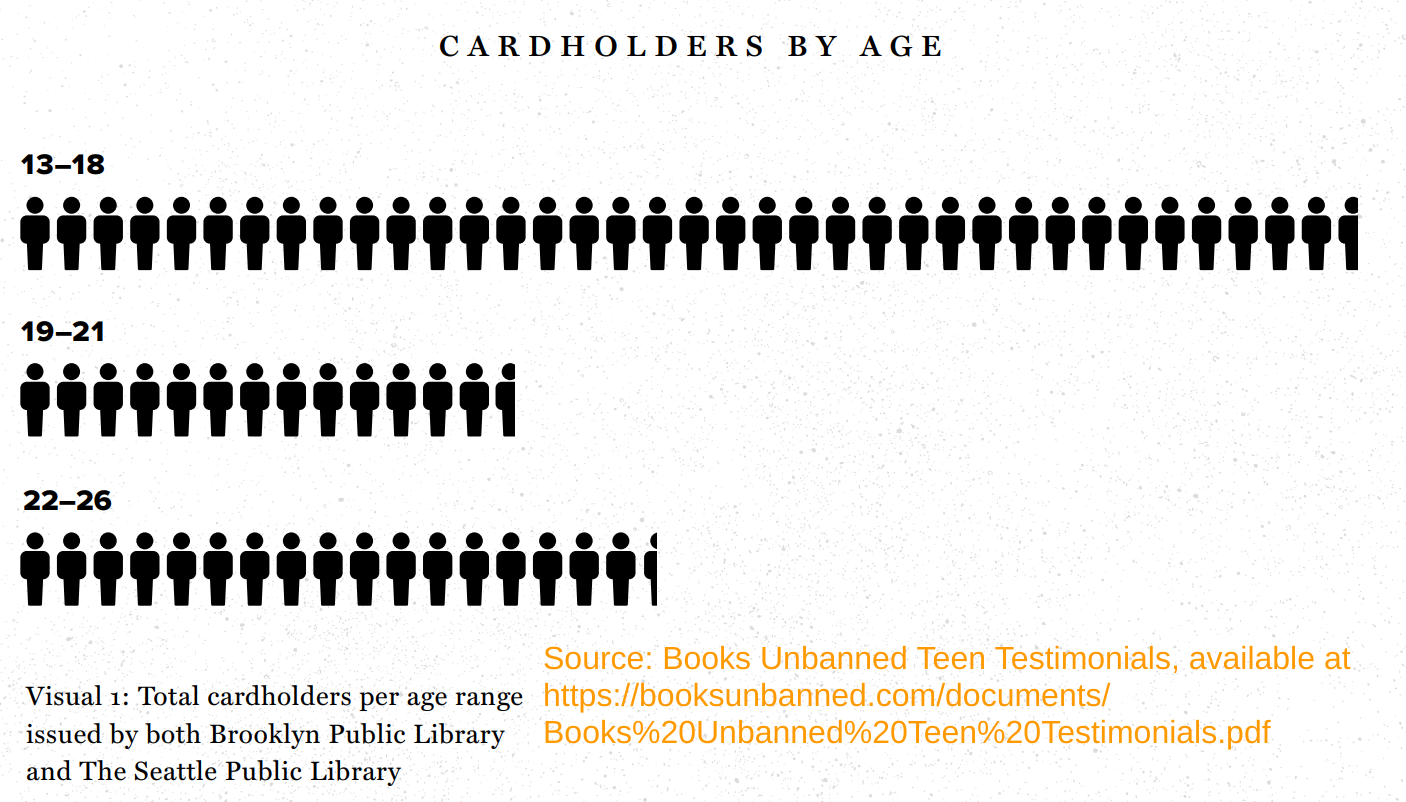 CARDHOLDERS BY AGE
13–18
19–21
22–26
Visual 1: Total cardholders per age range
issued by both Brooklyn Public Library
and The Seattle Public Library
Source: Books Unbanned Teen Testimonials, available at
https://booksunbanned.com/documents/
Books%20Unbanned%20Teen%20Testimonials.pdf